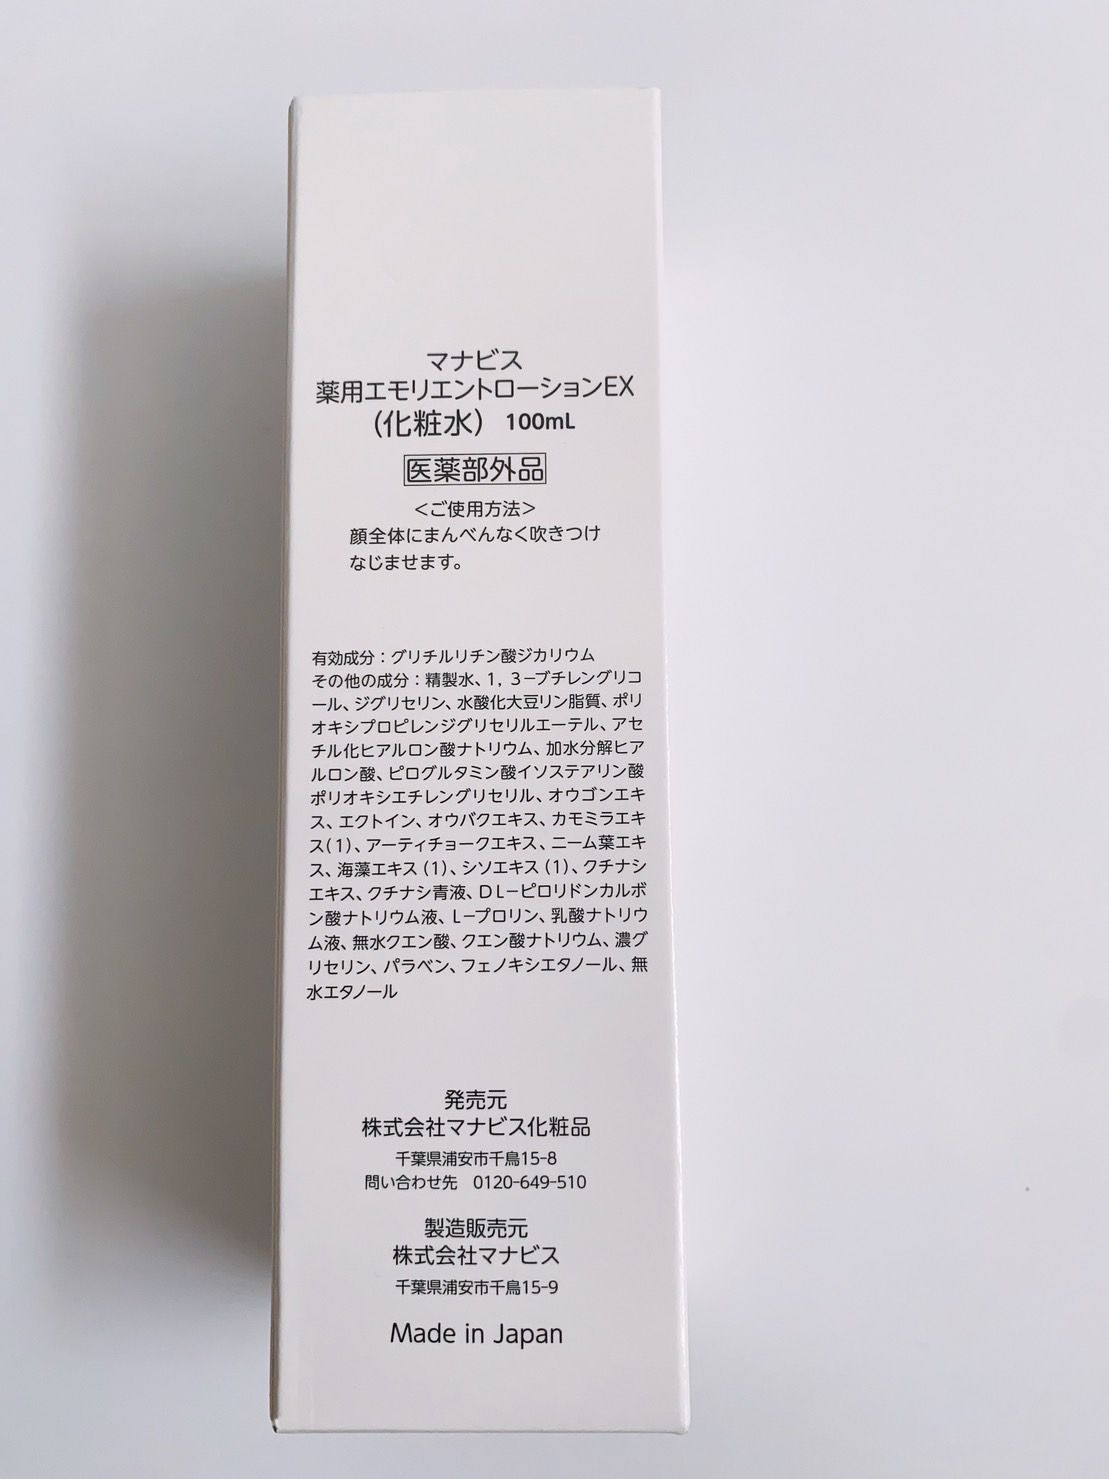 マナビス
薬用エモリエントローションEX
(化粧水) 100mL
医薬部外品
＜ご使用方法＞
顔全体にまんべんなく吹きつけ
なじませます。
有効成分：グリチルリチン酸ジカリウム
その他の成分：精製水、1, 3－ブチレングリコ
ール、ジグリセリン、水酸化大豆リン脂質、ポリ
オキシプロピレンジグリセリルエーテル、アセ
チル化ヒアルロン酸ナトリウム、加水分解ヒア
ルロン酸、ピログルタミン酸イソステアリン酸
ポリオキシエチレングリセリル、オウゴンエキ
ス、エクトイン、オウバクエキス、カモミラエキ
ス(1)、アーティチョークエキス、ニーム葉エキ
ス、海藻エキス(1)、シソエキス(1)、クチナシ
エキス、クチナシ青液、DL－ピロリドンカルボ
ン酸ナトリウム液、L－プロリン、乳酸ナトリウ
ム液、無水クエン酸、クエン酸ナトリウム、濃グ
リセリン、パラベン、フェノキシエタノール、無
水エタノール
発売元
株式会社マナビス化粧品
千葉県浦安市千鳥15-8
問い合わせ先　0120-649-510
製造販売元
株式会社マナビス
千葉県浦安市千鳥15-9
Made in Japan